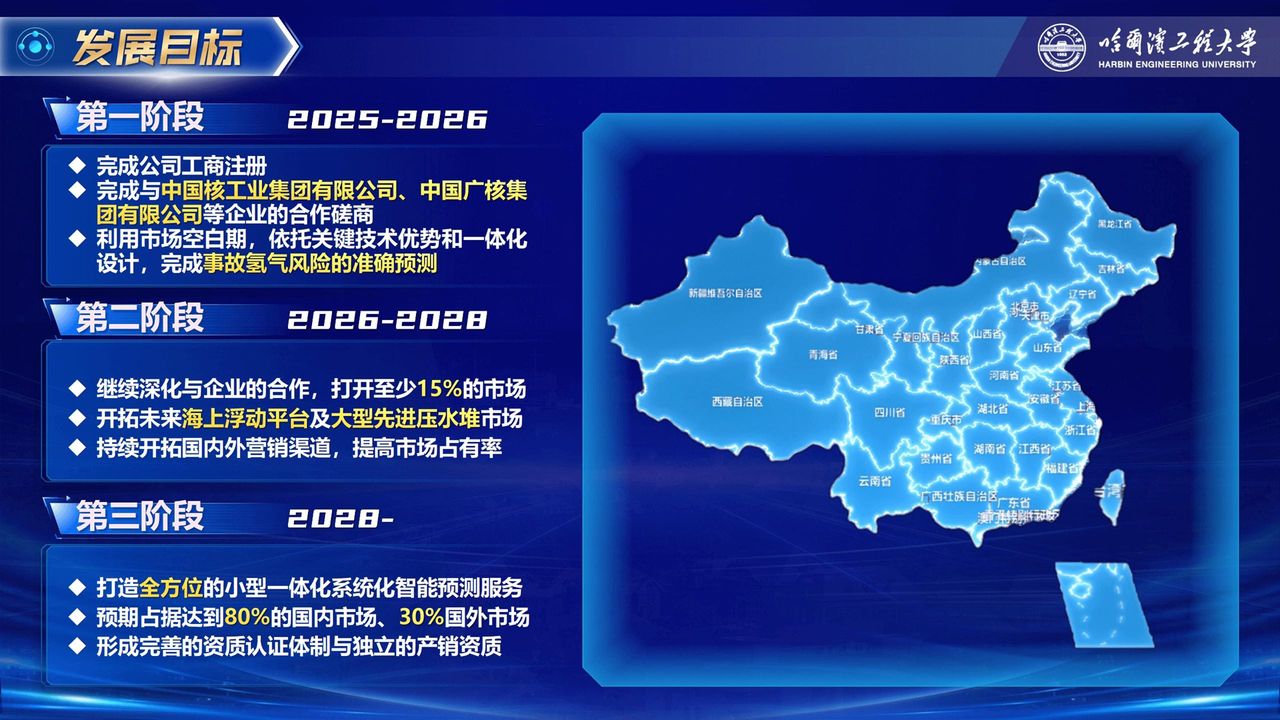 发展目标
哈尔滨工程大学
HARBIN ENGINEERING UNIVERSITY
第一阶段
2025-2026
◆ 完成公司工商注册
◆ 完成与中国核工业集团有限公司、中国广核集
团有限公司等企业的合作磋商
◆ 利用市场空白期，依托关键技术优势和一体化
设计，完成事故氢气风险的准确预测
第二阶段
2026-2028
◆ 继续深化与企业的合作，打开至少15%的市场
◆ 开拓未来海上浮动平台及大型先进压水堆市场
◆ 持续开拓国内外营销渠道，提高市场占有率
第三阶段
2028-
◆ 打造全方位的小型一体化系统化智能预测服务
◆ 预期占据达到80%的国内市场、30%国外市场
◆ 形成完善的资质认证体制与独立的产销资质
黑龙江省
内蒙古自治区
吉林省
新疆维吾尔自治区
辽宁省
北京市
天津市
甘肃省
宁夏回族自治区
山西省
山东省
青海省
陕西省
河南省
江苏省
西藏自治区
安徽省
上海
四川省
湖北省
重庆市
浙江省
湖南省
江西省
贵州省
福建省
云南省
广西壮族自治区
广东省
台湾